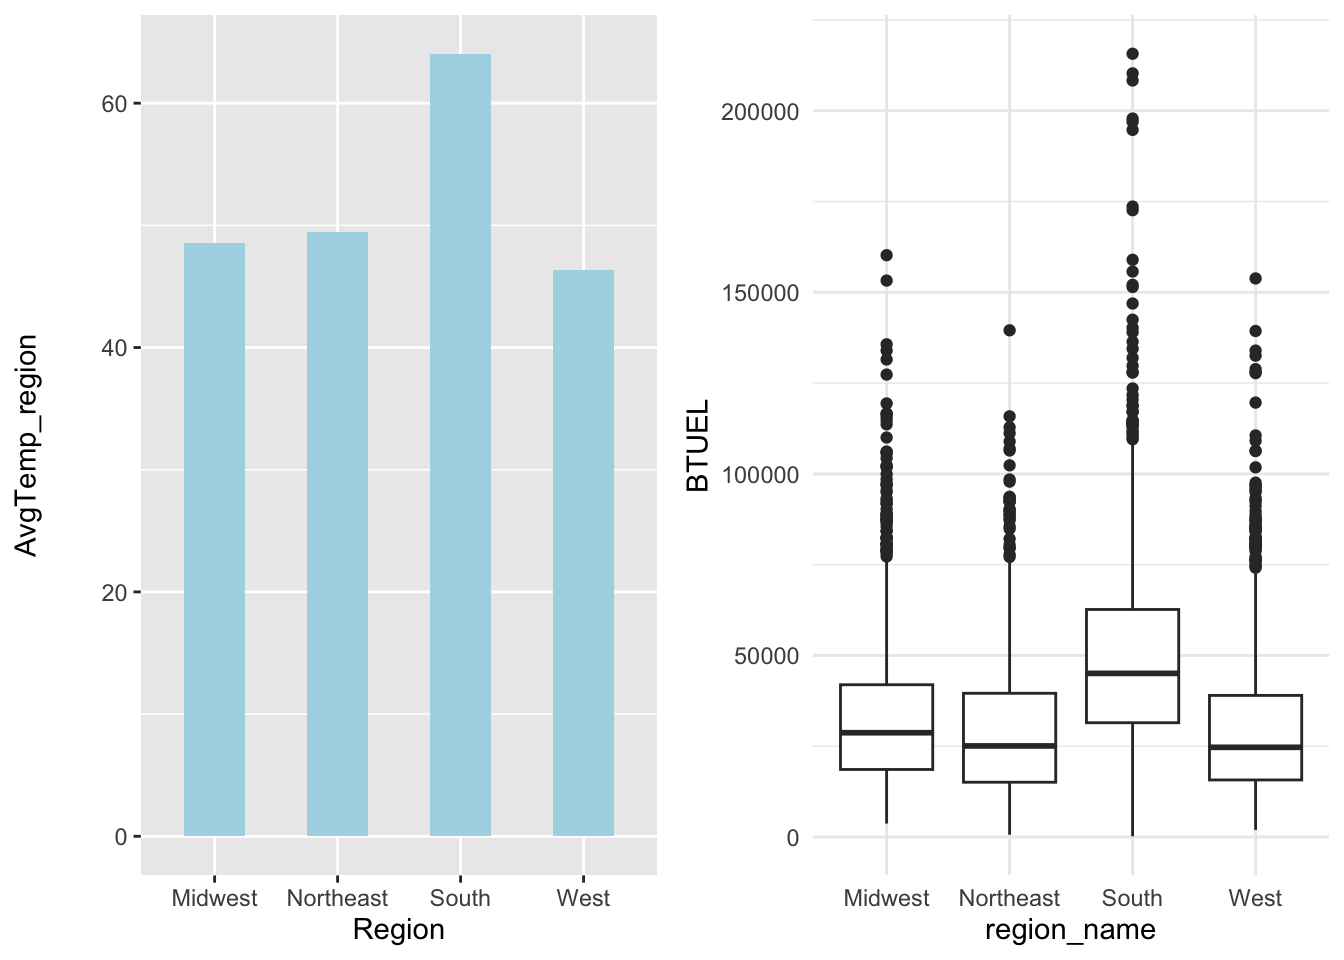 AvgTemp_region
60
40
20
0
Midwest Northeast South West
Region
BTUEL
200000
150000
100000
50000
0
Midwest Northeast South West
region_name